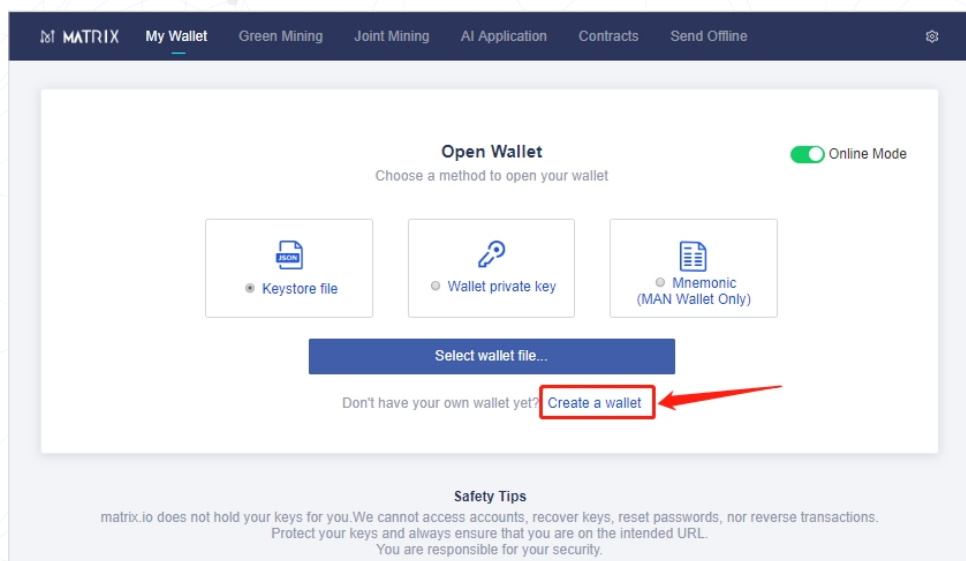 MATRIX My Wallet Green Mining Joint Mining AI Application Contracts Send Offline
Open Wallet
Online Mode
Choose a method to open your wallet
JSON
Keystore file
Wallet private key
Mnemonic
(MAN Wallet Only)
Select wallet file...
Don't have your own wallet yet? Create a wallet
Safety Tips
matrix.io does not hold your keys for you.We cannot access accounts, recover keys, reset passwords, nor reverse transactions.
Protect your keys and always ensure that you are on the intended URL.
You are responsible for your security.